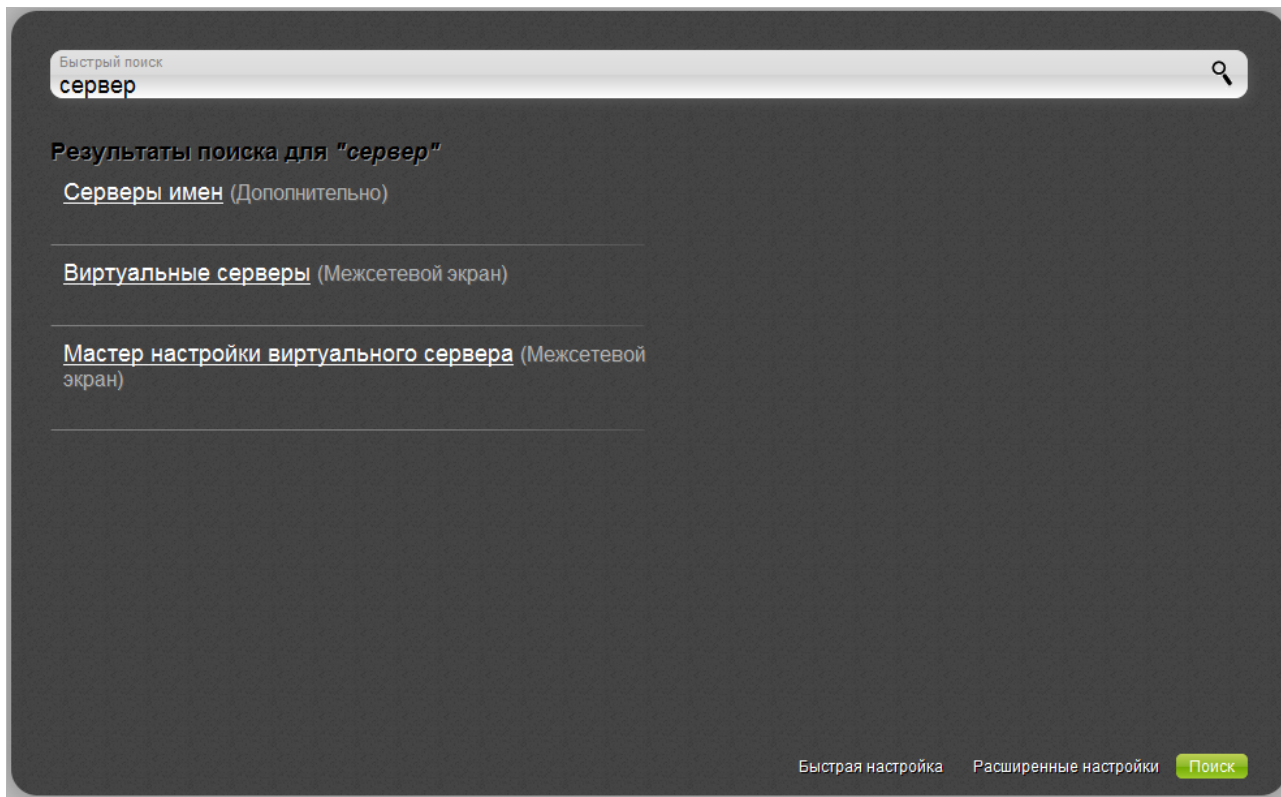 Быстрый поиск
сервер
Результаты поиска для "сервер"
Серверы имен (Дополнительно)
Виртуальные серверы (Межсетевой экран)
Мастер настройки виртуального сервера (Межсетевой
экран)
Быстрая настройка Расширенные настройки Поиск